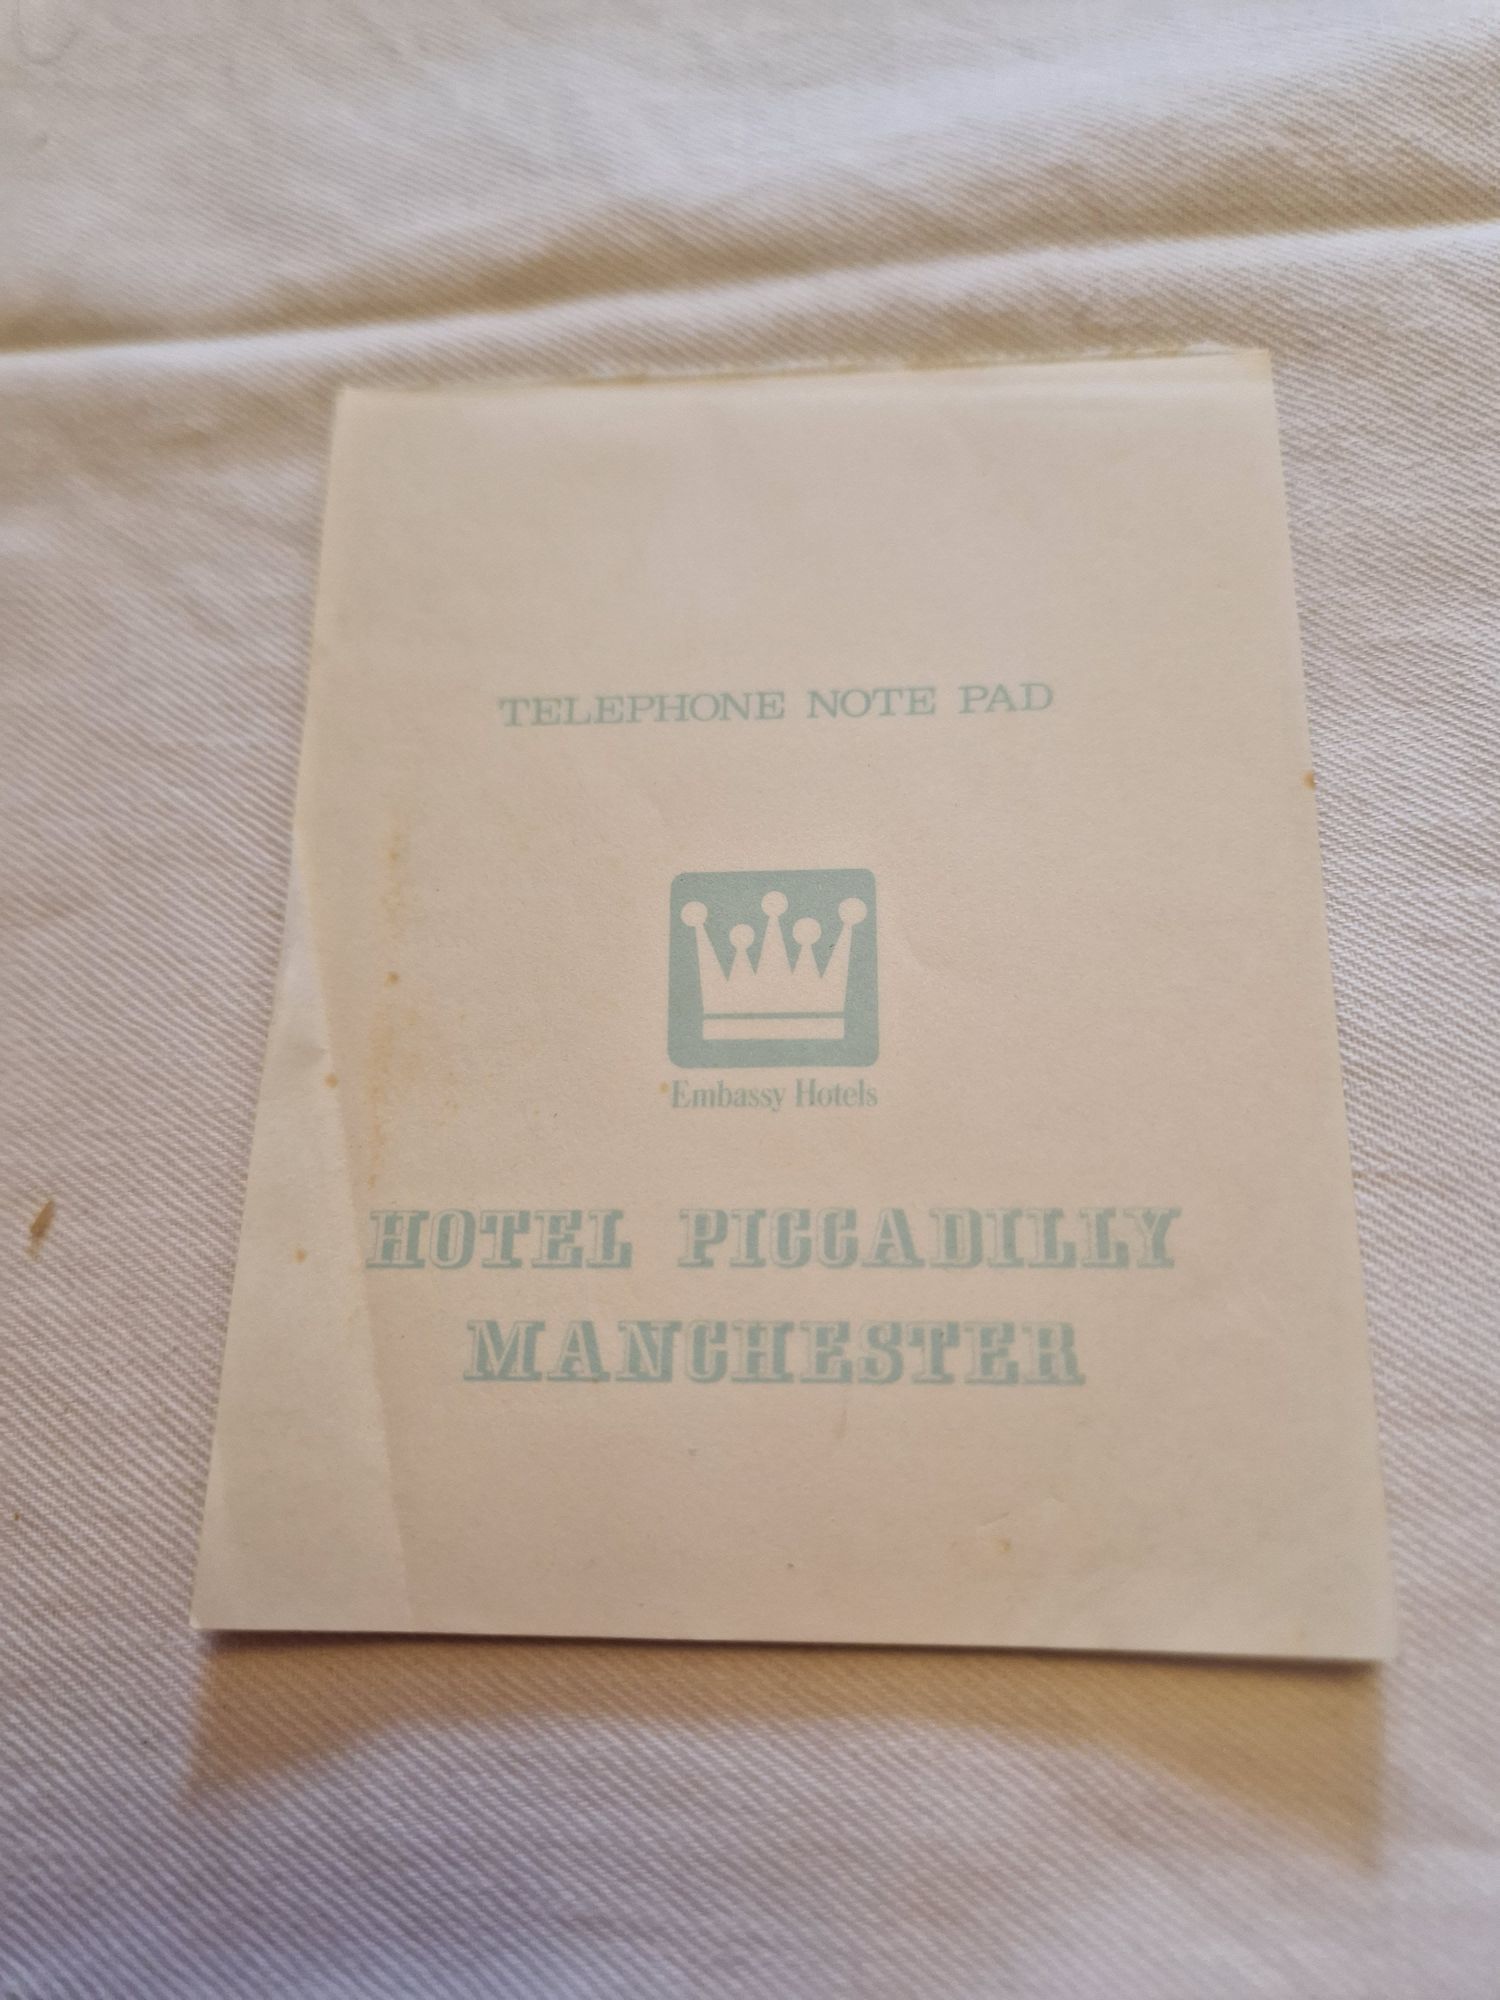 TELEPHONE NOTE PAD
Embassy Hotels
HOTEL PICCADILLY
MANCHESTER